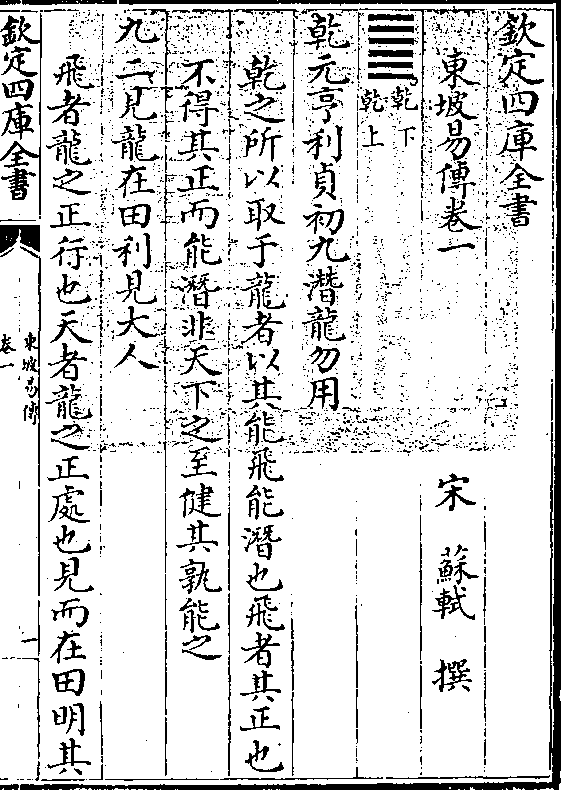 欽定四庫全書
東坡易傳卷一
宋　蘇軾　撰
乾下
乾上
乾元亨利貞初九潛龍勿用
乾之所以取于龍者以其能飛能潛也飛者其正也
不得其正而能潛非天下之至健其孰能之
九二見龍在田利見大人
飛者龍之正行也天者龍之正處也見而在田明其
欽定四庫全書
東坡易傳
卷一
一